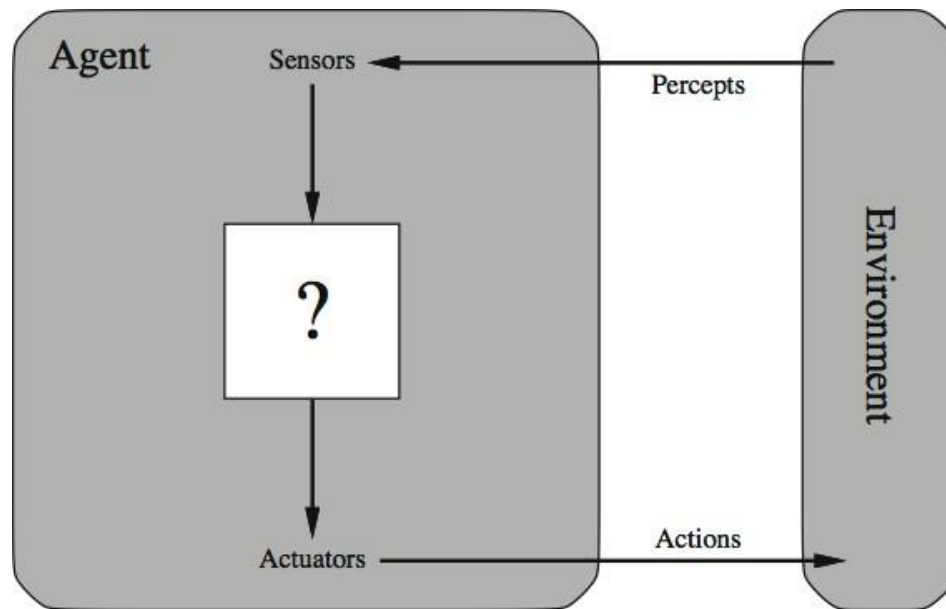 Agent
Sensors
Percepts
?
Environment
Actuators
Actions